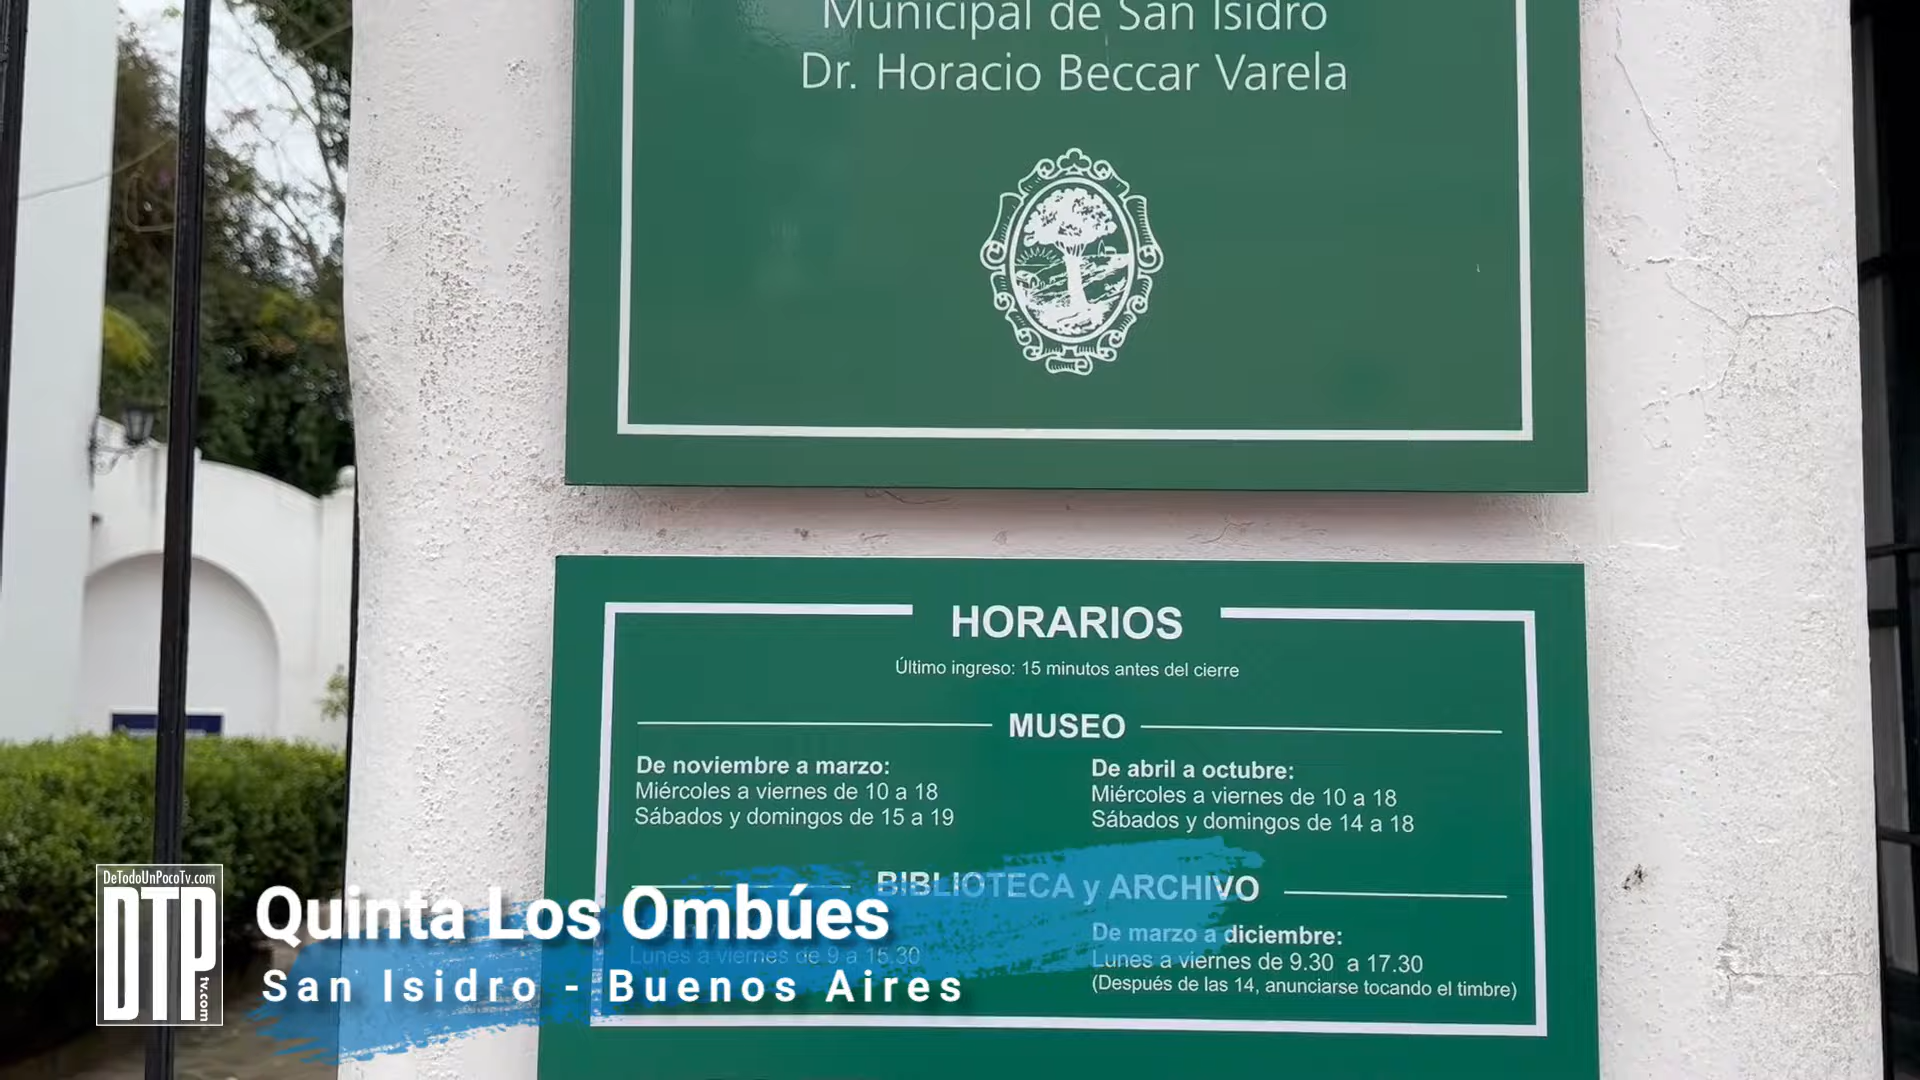 Municipal de San Isidro
Dr. Horacio Beccar Varela
HORARIOS
Último ingreso: 15 minutos antes del cierre
MUSEO
De noviembre a marzo:
Miércoles a viernes de 10 a 18
Sábados y domingos de 15 a 19
De abril a octubre:
Miércoles a viernes de 10 a 18
Sábados y domingos de 14 a 18
BIBLIOTECA y ARCHIVO
Lunes a viernes de 9 a 15.30
De marzo a diciembre:
Lunes a viernes de 9.30 a 17.30
(Después de las 14, anunciarse tocando el timbre)
DeTodoUnPocoTv.com
DTP
tv.com
Quinta Los Ombúes
San Isidro - Buenos Aires